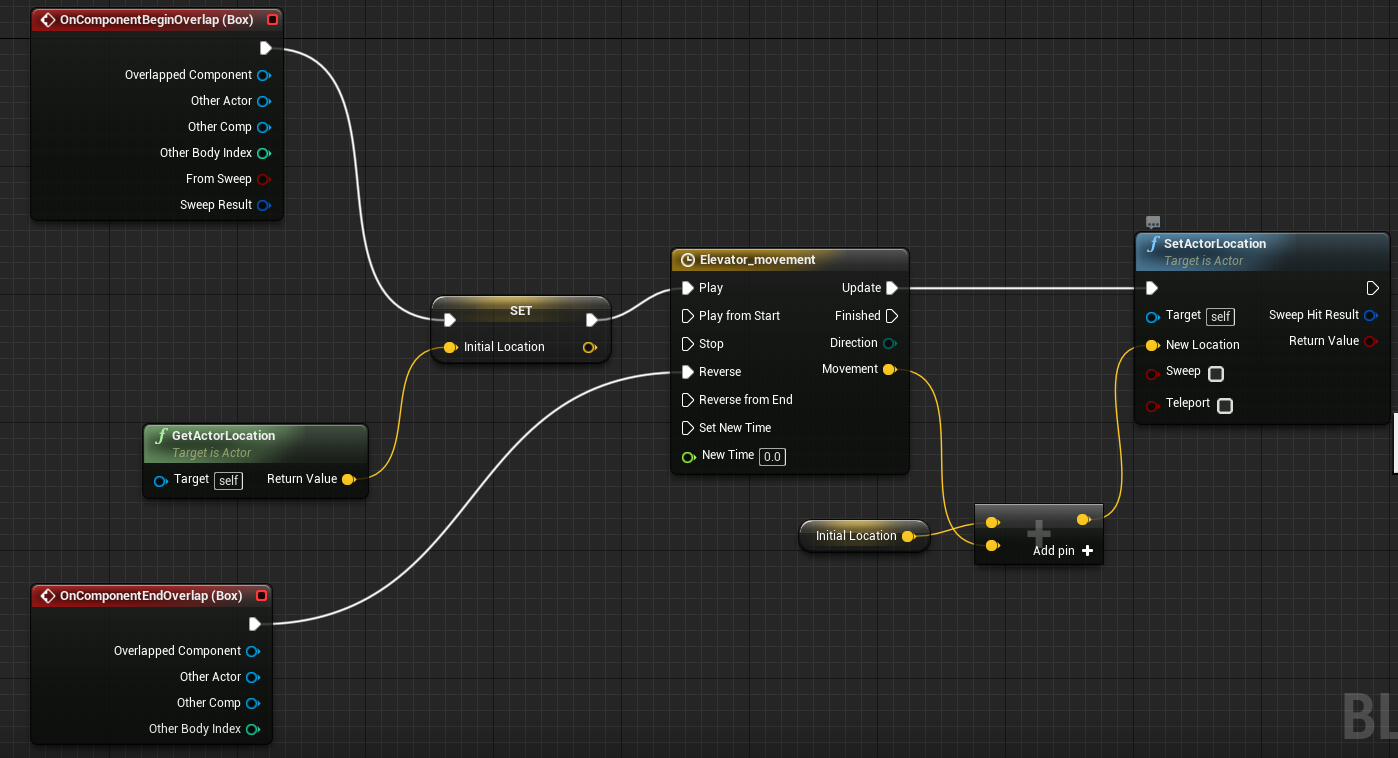 OnComponentBeginOverlap (Box)
Overlapped Component
Other Actor
Other Comp
Other Body Index
From Sweep
Sweep Result
SET
Initial Location
GetActorLocation
Target is Actor
Target self Return Value
Elevator_movement
Play Update
Play from Start Finished
Stop Direction
Reverse Movement
Reverse from End
Set New Time
New Time 0.0
Initial Location
Add pin
SetActorLocation
Target is Actor
Target self Sweep Hit Result
New Location Return Value
Sweep
Teleport
OnComponentEndOverlap (Box)
Overlapped Component
Other Actor
Other Comp
Other Body Index
BL